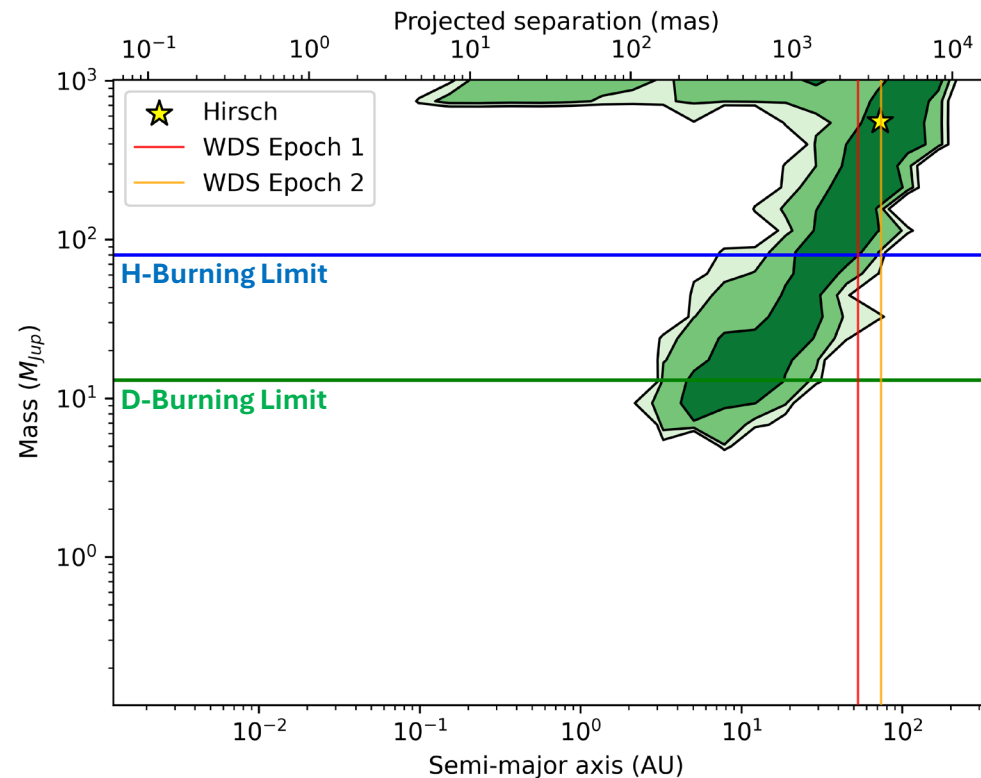 Projected separation (mas)
10⁻¹ 10⁰ 10¹ 10² 10³ 10⁴
10³
Hirsch
WDS Epoch 1
WDS Epoch 2
10²
H-Burning Limit
10¹
D-Burning Limit
10⁰
Mass (M_Jup)
10⁻² 10⁻¹ 10⁰ 10¹ 10²
Semi-major axis (AU)